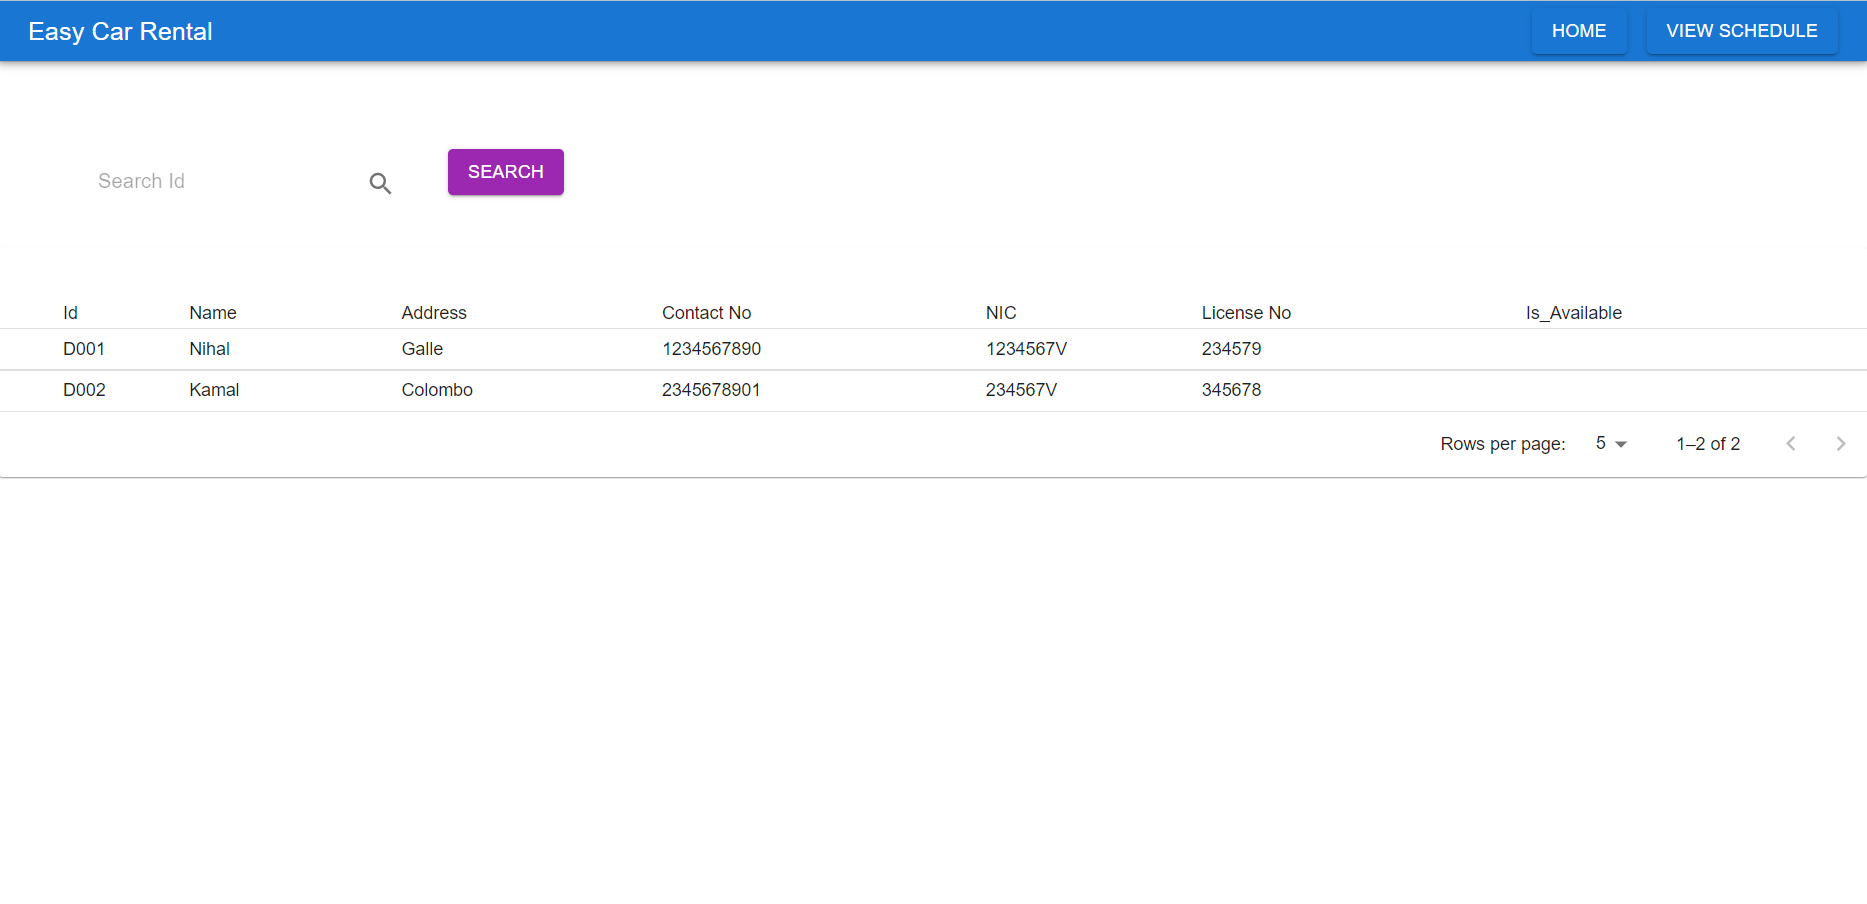 Easy Car Rental HOME VIEW SCHEDULE
Search Id SEARCH
Id Name Address Contact No NIC License No Is_Available
D001 Nihal Galle 1234567890 1234567V 234579
D002 Kamal Colombo 2345678901 234567V 345678
Rows per page: 5 1–2 of 2